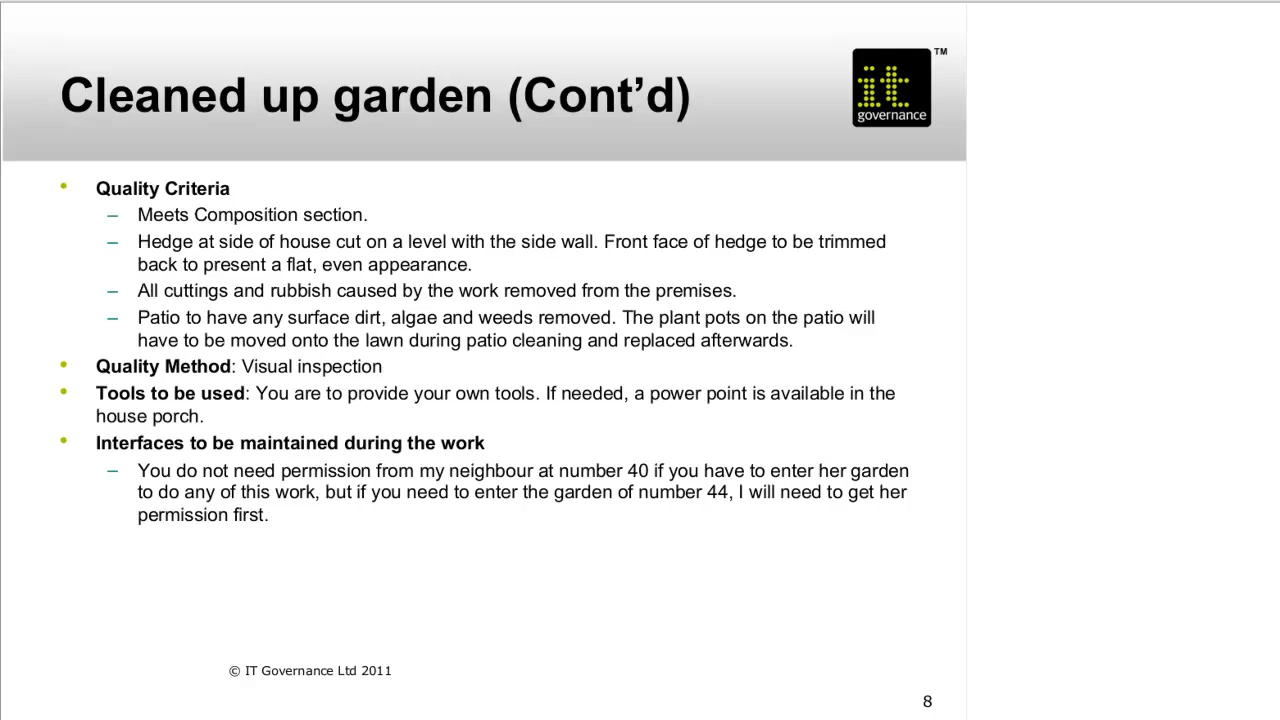 Cleaned up garden (Cont’d)
it
governance
TM
• Quality Criteria
– Meets Composition section.
– Hedge at side of house cut on a level with the side wall. Front face of hedge to be trimmed
back to present a flat, even appearance.
– All cuttings and rubbish caused by the work removed from the premises.
– Patio to have any surface dirt, algae and weeds removed. The plant pots on the patio will
have to be moved onto the lawn during patio cleaning and replaced afterwards.
• Quality Method: Visual inspection
• Tools to be used: You are to provide your own tools. If needed, a power point is available in the
house porch.
• Interfaces to be maintained during the work
– You do not need permission from my neighbour at number 40 if you have to enter her garden
to do any of this work, but if you need to enter the garden of number 44, I will need to get her
permission first.
© IT Governance Ltd 2011
8